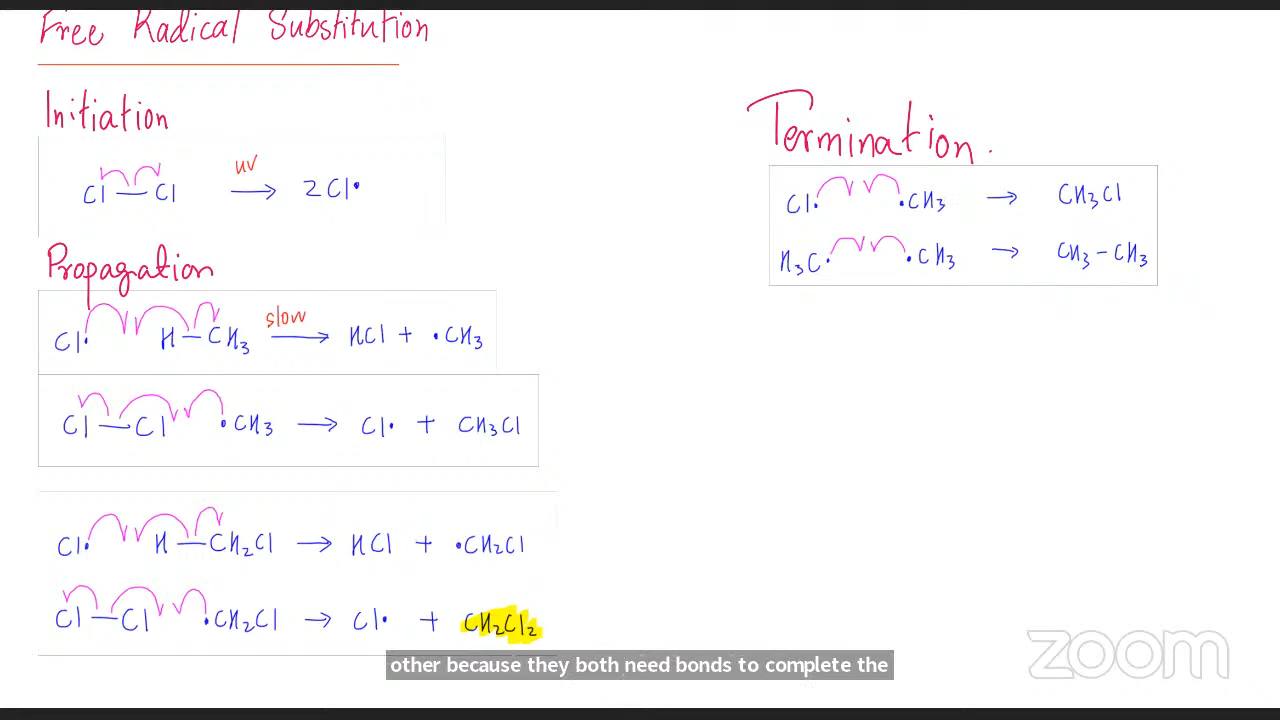 Free Radical Substitution
Initiation
Cl — Cl uv → 2Cl•
Propagation
Cl• H — CH₃ slow → HCl + •CH₃
Cl — Cl •CH₃ → Cl• + CH₃Cl
Cl• H — CH₂Cl → HCl + •CH₂Cl
Cl — Cl •CH₂Cl → Cl• + CH₂Cl₂
Termination.
Cl• •CH₃ → CH₃Cl
H₃C• •CH₃ → CH₃ – CH₃
other because they both need bonds to complete the
zoom